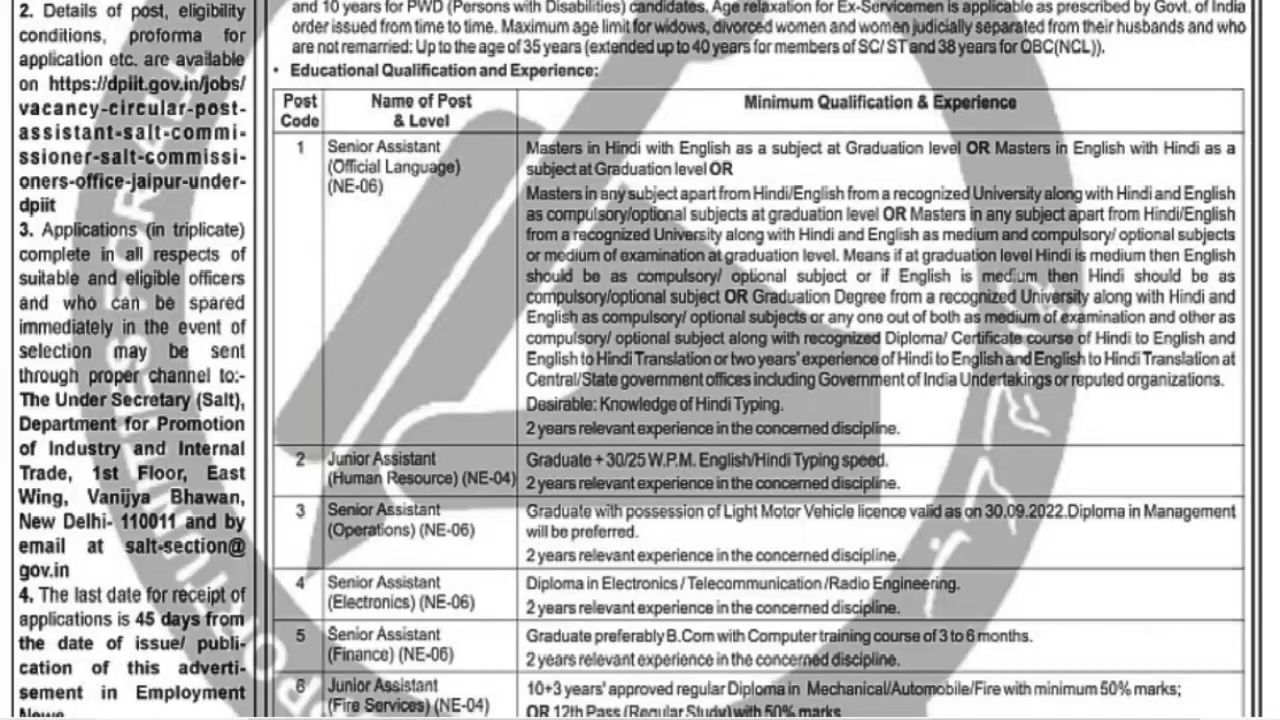 2. Details of post, eligibility
conditions, proforma for
application etc. are available
on https://dpiit.gov.in/jobs/
vacancy-circular-post-
assistant-salt-commi-
ssioner-salt-commissi-
oners-office-jaipur-under-
dpiit
3. Applications (in triplicate)
complete in all respects of
suitable and eligible officers
and who can be spared
immediately in the event of
selection may be sent
through proper channel to:-
The Under Secretary (Salt),
Department for Promotion
of Industry and Internal
Trade, 1st Floor, East
Wing, Vanijya Bhawan,
New Delhi- 110011 and by
email at salt-section@
gov.in
4. The last date for receipt of
applications is 45 days from
the date of issue/ publi-
cation of this adverti-
sement in Employment
News
and 10 years for PWD (Persons with Disabilities) candidates. Age relaxation for Ex-Servicemen is applicable as prescribed by Govt. of India
order issued from time to time. Maximum age limit for widows, divorced women and women judicially separated from their husbands and who
are not remarried: Up to the age of 35 years (extended up to 40 years for members of SC/ ST and 38 years for OBC(NCL)).
• Educational Qualification and Experience:
Post Code Name of Post & Level Minimum Qualification & Experience
1 Senior Assistant
(Official Language)
(NE-06)
Masters in Hindi with English as a subject at Graduation level OR Masters in English with Hindi as a
subject at Graduation level OR
Masters in any subject apart from Hindi/English from a recognized University along with Hindi and English
as compulsory/optional subjects at graduation level OR Masters in any subject apart from Hindi/English
from a recognized University along with Hindi and English as medium and compulsory/ optional subjects
or medium of examination at graduation level. Means if at graduation level Hindi is medium then English
should be as compulsory/ optional subject or if English is medium then Hindi should be as
compulsory/optional subject OR Graduation Degree from a recognized University along with Hindi and
English as compulsory/ optional subjects or any one out of both as medium of examination and other as
compulsory/ optional subject along with recognized Diploma/ Certificate course of Hindi to English and
English to Hindi Translation or two years' experience of Hindi to English and English to Hindi Translation at
Central/State government offices including Government of India Undertakings or reputed organizations.
Desirable: Knowledge of Hindi Typing.
2 years relevant experience in the concerned discipline.
2 Junior Assistant
(Human Resource) (NE-04)
Graduate + 30/25 W.P.M. English/Hindi Typing speed.
2 years relevant experience in the concerned discipline.
3 Senior Assistant
(Operations) (NE-06)
Graduate with possession of Light Motor Vehicle licence valid as on 30.09.2022.Diploma in Management
will be preferred.
2 years relevant experience in the concerned discipline.
4 Senior Assistant
(Electronics) (NE-06)
Diploma in Electronics / Telecommunication /Radio Engineering.
2 years relevant experience in the concerned discipline.
5 Senior Assistant
(Finance) (NE-06)
Graduate preferably B.Com with Computer training course of 3 to 6 months.
2 years relevant experience in the concerned discipline.
6 Junior Assistant
(Fire Services) (NE-04)
10+3 years' approved regular Diploma in Mechanical/Automobile/Fire with minimum 50% marks;
OR 12th Pass (Regular Study) with 50% marks